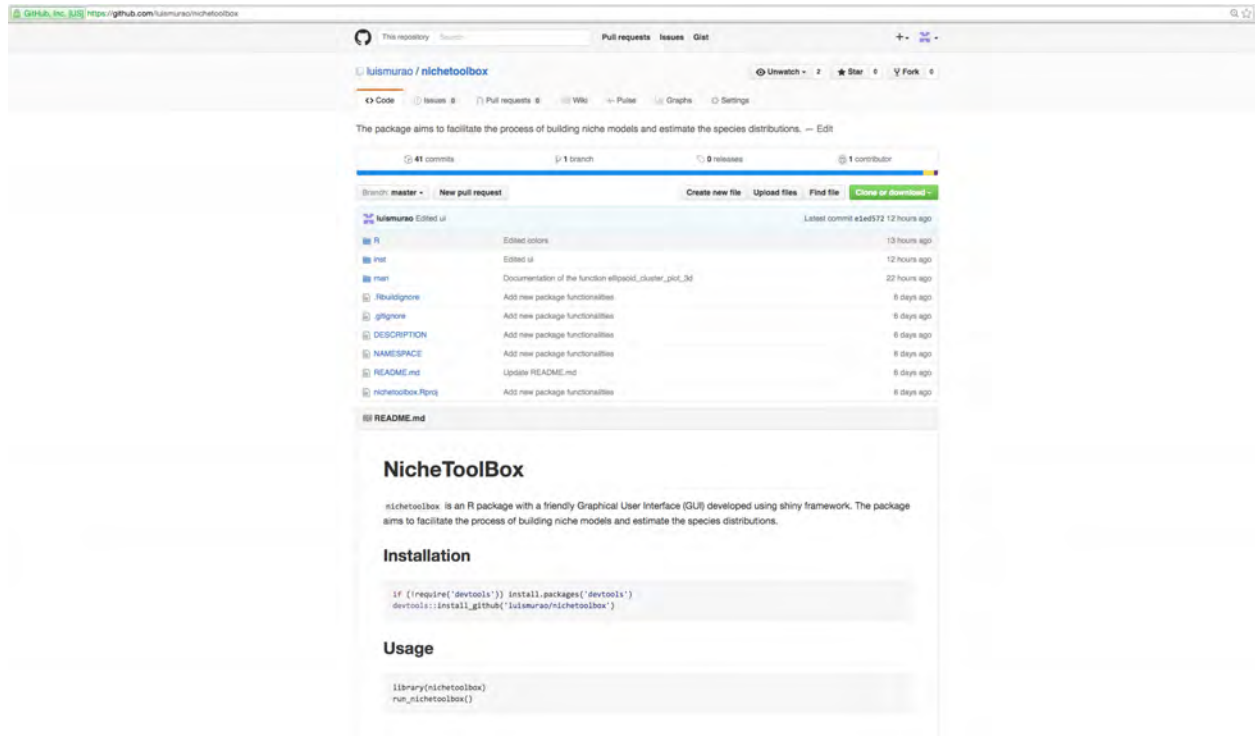 GitHub, Inc. [US] https://github.com/luismurao/nichetoolbox
This repository Search Pull requests Issues Gist
luismurao / nichetoolbox Unwatch 2 Star 0 Fork 0
Code Issues 0 Pull requests 0 Wiki Pulse Graphs Settings
The package aims to facilitate the process of building niche models and estimate the species distributions. — Edit
41 commits 1 branch 0 releases 1 contributor
Branch: master New pull request Create new file Upload files Find file Clone or download
luismurao Edited ui Latest commit e1ed572 12 hours ago
R Edited colors 13 hours ago
inst Edited ui 12 hours ago
man Documentation of the function ellipsoid_cluster_plot_3d 22 hours ago
.Rbuildignore Add new package functionalities days ago
.gitignore Add new package functionalities days ago
DESCRIPTION Add new package functionalities days ago
NAMESPACE Add new package functionalities days ago
README.md Update README.md days ago
nichetoolbox.Rproj Add new package functionalities days ago
README.md
NicheToolBox
nichetoolbox is an R package with a friendly Graphical User Interface (GUI) developed using shiny framework. The package
aims to facilitate the process of building niche models and estimate the species distributions.
Installation
if (!require('devtools')) install.packages('devtools')
devtools::install_github('luismurao/nichetoolbox')
Usage
library(nichetoolbox)
run_nichetoolbox()